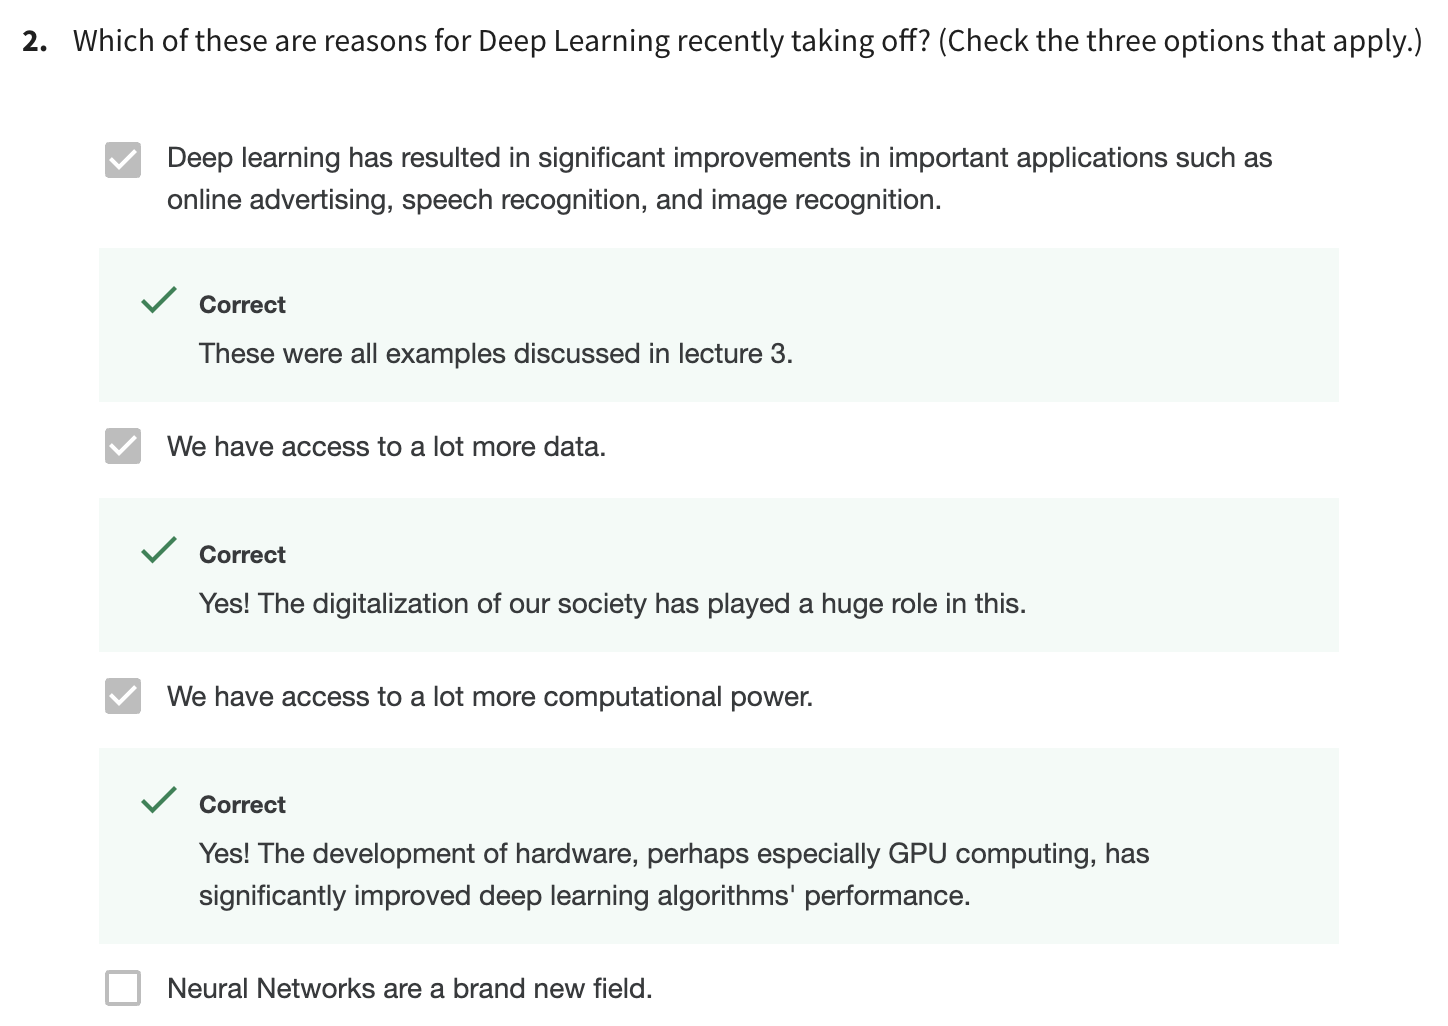 2. Which of these are reasons for Deep Learning recently taking off? (Check the three options that apply.)
Deep learning has resulted in significant improvements in important applications such as
online advertising, speech recognition, and image recognition.
Correct
These were all examples discussed in lecture 3.
We have access to a lot more data.
Correct
Yes! The digitalization of our society has played a huge role in this.
We have access to a lot more computational power.
Correct
Yes! The development of hardware, perhaps especially GPU computing, has
significantly improved deep learning algorithms' performance.
Neural Networks are a brand new field.